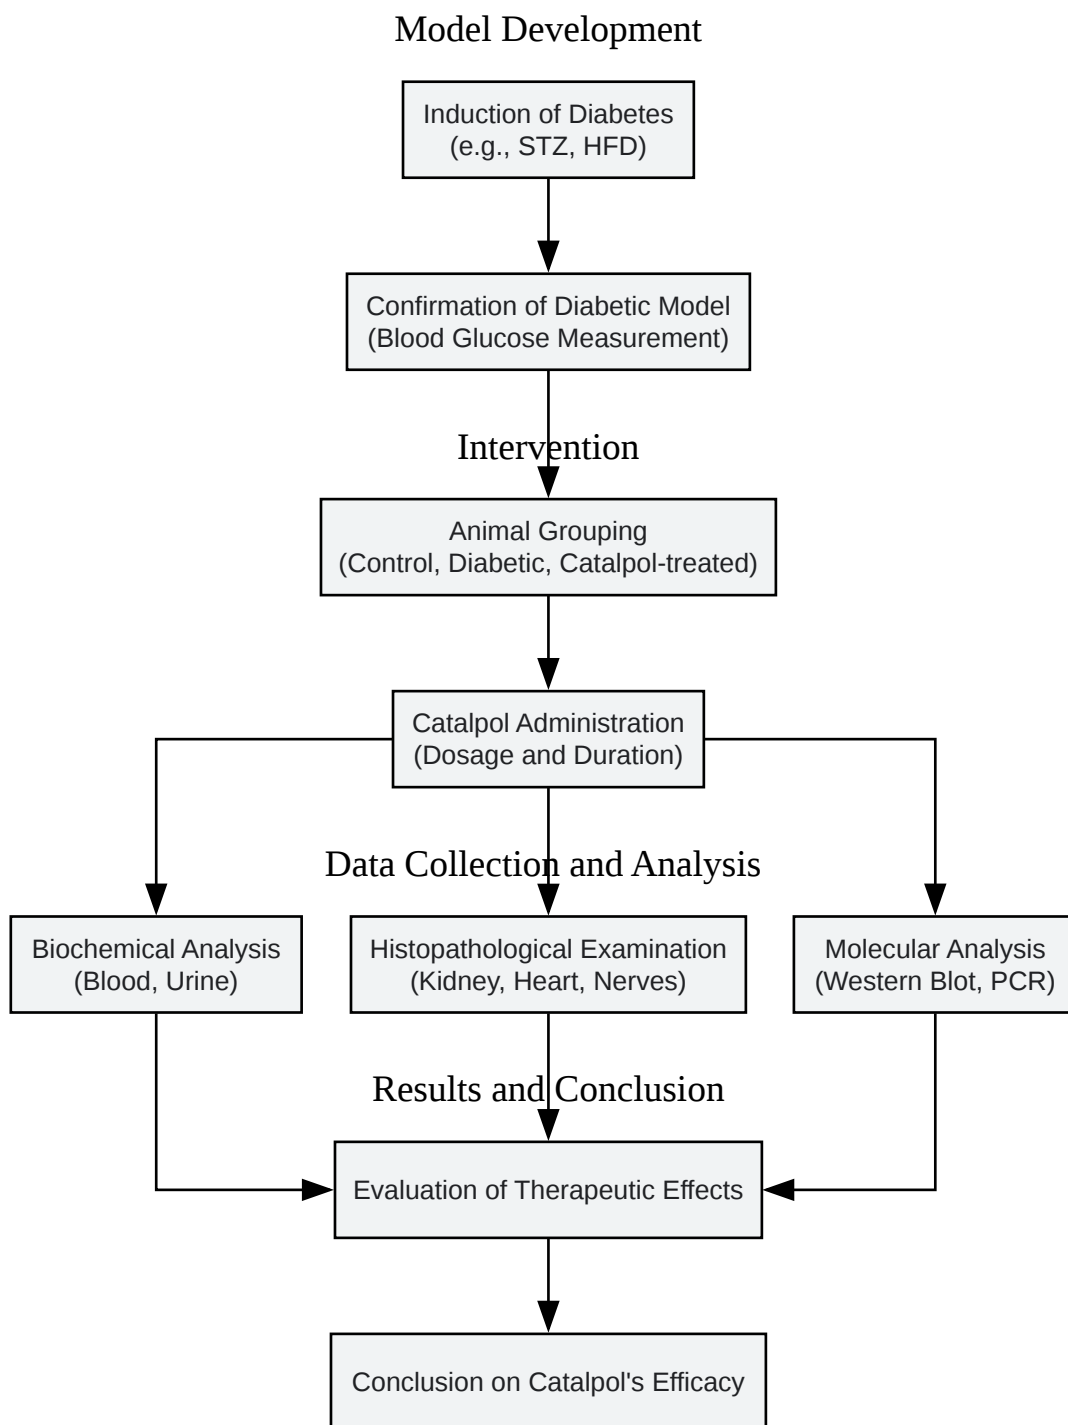 Model Development
Induction of Diabetes
(e.g., STZ, HFD)
Confirmation of Diabetic Model
(Blood Glucose Measurement)
Intervention
Animal Grouping
(Control, Diabetic, Catalpol-treated)
Catalpol Administration
(Dosage and Duration)
Data Collection and Analysis
Biochemical Analysis
(Blood, Urine)
Histopathological Examination
(Kidney, Heart, Nerves)
Molecular Analysis
(Western Blot, PCR)
Results and Conclusion
Evaluation of Therapeutic Effects
Conclusion on Catalpol's Efficacy